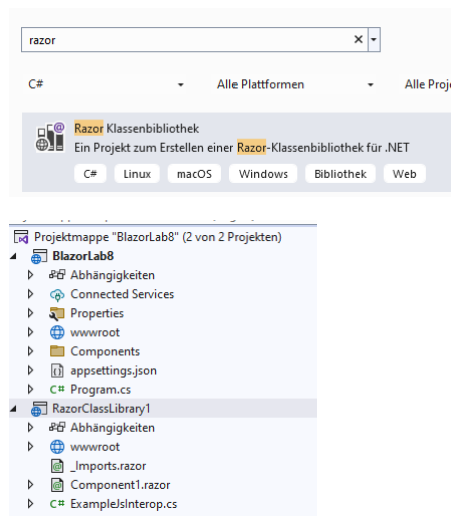 razor
C#
Alle Plattformen
Alle Proj
Razor Klassenbibliothek
Ein Projekt zum Erstellen einer Razor-Klassenbibliothek für .NET
C# Linux macOS Windows Bibliothek Web
Projektmappe "BlazorLab8" (2 von 2 Projekten)
BlazorLab8
Abhängigkeiten
Connected Services
Properties
wwwroot
Components
appsettings.json
C# Program.cs
RazorClassLibrary1
Abhängigkeiten
wwwroot
_Imports.razor
Component1.razor
C# ExampleJsInterop.cs